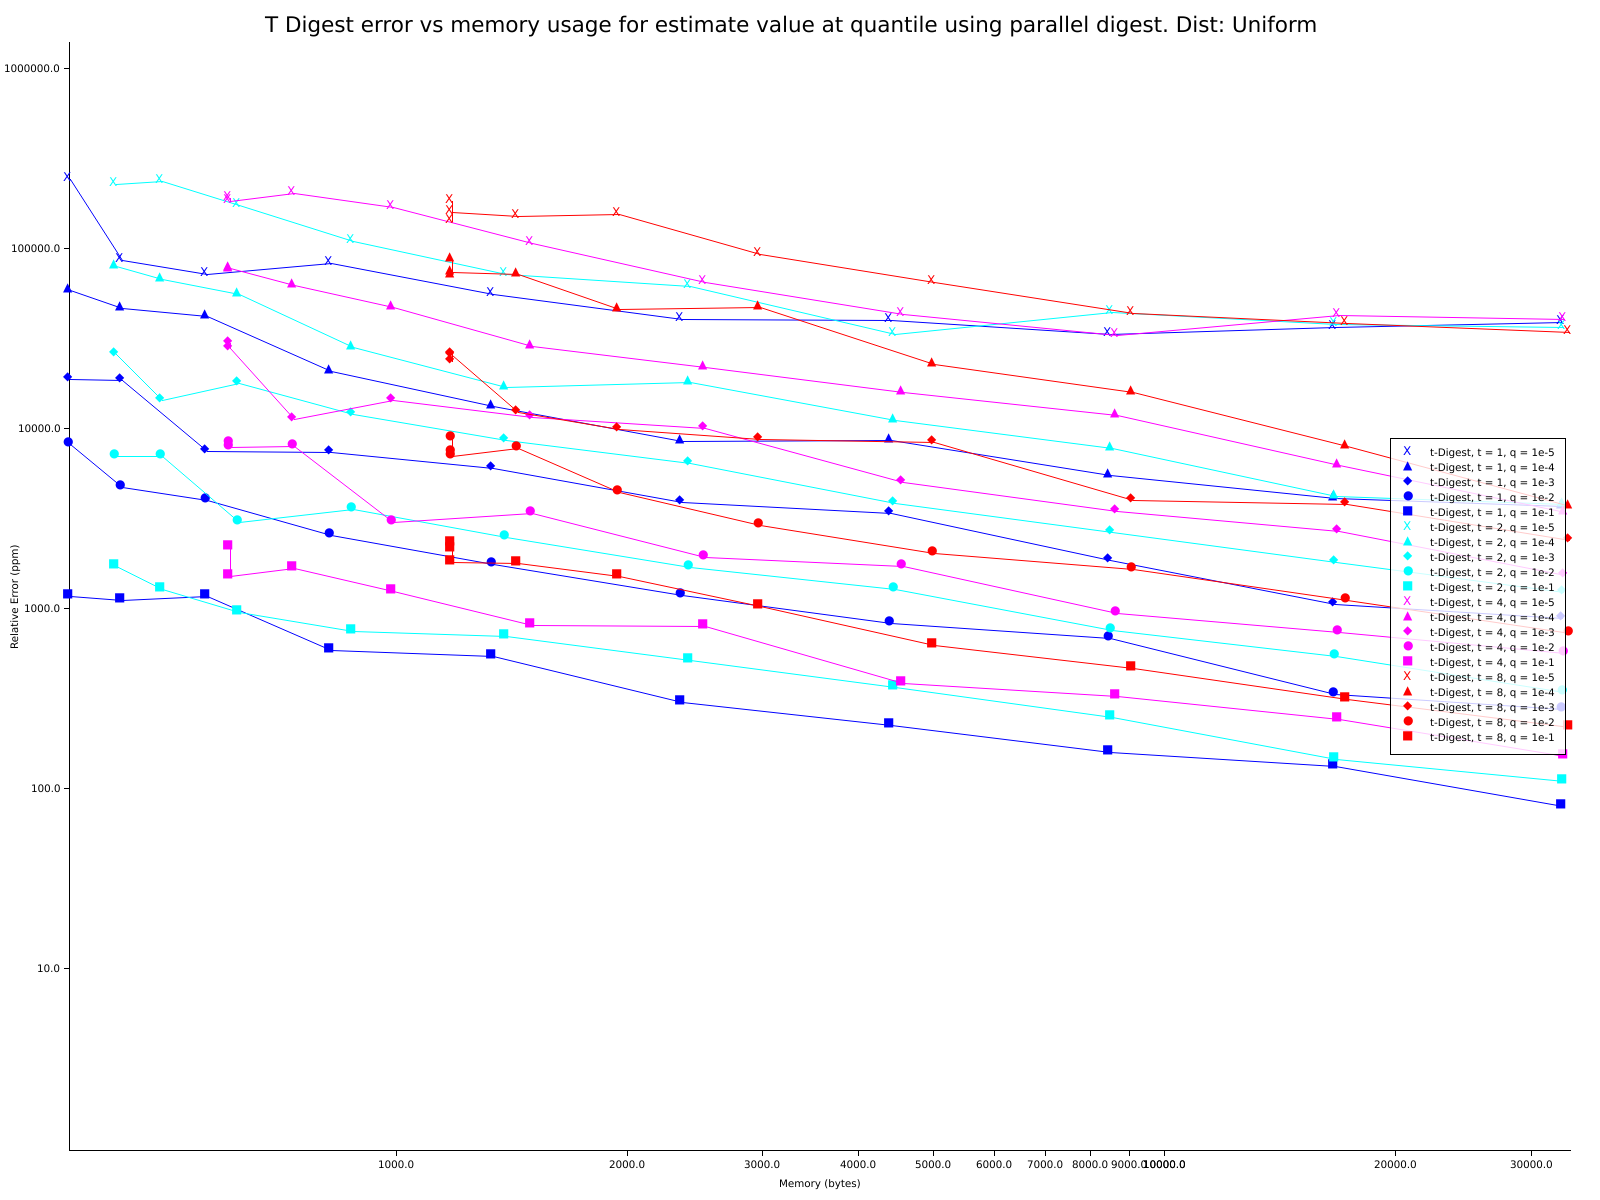 T Digest error vs memory usage for estimate value at quantile using parallel digest. Dist: Uniform
1000000.0
100000.0
10000.0
1000.0
100.0
10.0
Relative Error (ppm)
t-Digest, t = 1, q = 1e-5
t-Digest, t = 1, q = 1e-4
t-Digest, t = 1, q = 1e-3
t-Digest, t = 1, q = 1e-2
t-Digest, t = 1, q = 1e-1
t-Digest, t = 2, q = 1e-5
t-Digest, t = 2, q = 1e-4
t-Digest, t = 2, q = 1e-3
t-Digest, t = 2, q = 1e-2
t-Digest, t = 2, q = 1e-1
t-Digest, t = 4, q = 1e-5
t-Digest, t = 4, q = 1e-4
t-Digest, t = 4, q = 1e-3
t-Digest, t = 4, q = 1e-2
t-Digest, t = 4, q = 1e-1
t-Digest, t = 8, q = 1e-5
t-Digest, t = 8, q = 1e-4
t-Digest, t = 8, q = 1e-3
t-Digest, t = 8, q = 1e-2
t-Digest, t = 8, q = 1e-1
1000.0 2000.0 3000.0 4000.0 5000.0 6000.0 7000.0 8000.0 9000.0 10000.0 20000.0 30000.0
Memory (bytes)